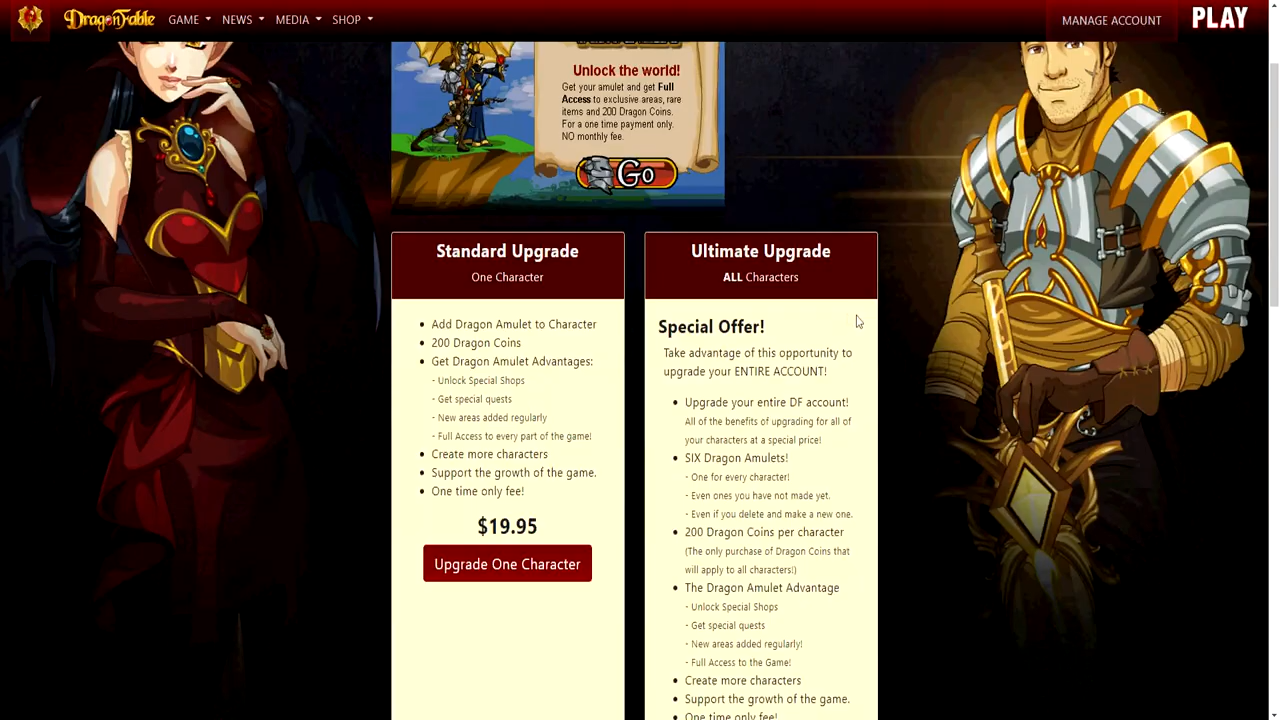 DragonFable
GAME
NEWS
MEDIA
SHOP
MANAGE ACCOUNT
PLAY
Unlock the world!
Get your amulet and get Full
Access to exclusive areas, rare
items and 200 Dragon Coins.
For a one time payment only.
NO monthly fee.
Go
Standard Upgrade
One Character
Add Dragon Amulet to Character
200 Dragon Coins
Get Dragon Amulet Advantages:
- Unlock Special Shops
- Get special quests
- New areas added regularly
- Full Access to every part of the game!
Create more characters
Support the growth of the game.
One time only fee!
$19.95
Upgrade One Character
Ultimate Upgrade
ALL Characters
Special Offer!
Take advantage of this opportunity to
upgrade your ENTIRE ACCOUNT!
Upgrade your entire DF account!
All of the benefits of upgrading for all of
your characters at a special price!
SIX Dragon Amulets!
- One for every character!
- Even ones you have not made yet.
- Even if you delete and make a new one.
200 Dragon Coins per character
(The only purchase of Dragon Coins that
will apply to all characters!)
The Dragon Amulet Advantage
- Unlock Special Shops
- Get special quests
- New areas added regularly!
- Full Access to the Game!
Create more characters
Support the growth of the game.
One time only fee!